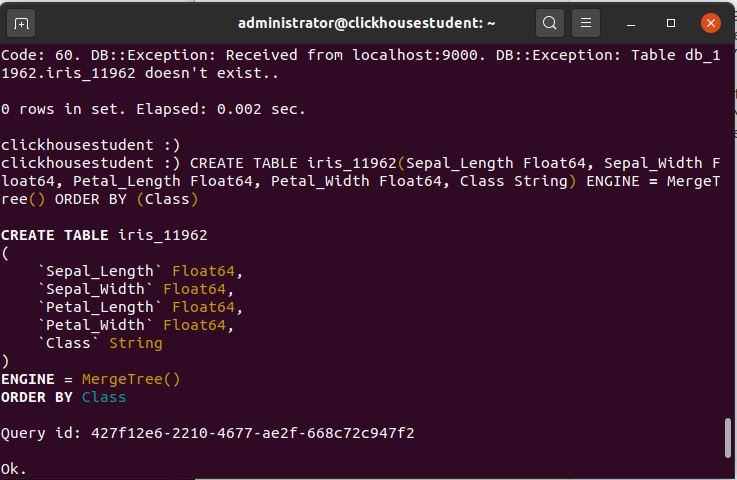 administrator@clickhousestudent: ~
Code: 60. DB::Exception: Received from localhost:9000. DB::Exception: Table db_1
1962.iris_11962 doesn't exist..
0 rows in set. Elapsed: 0.002 sec.
clickhousestudent :)
clickhousestudent :) CREATE TABLE iris_11962(Sepal_Length Float64, Sepal_Width F
loat64, Petal_Length Float64, Petal_Width Float64, Class String) ENGINE = MergeT
ree() ORDER BY (Class)
CREATE TABLE iris_11962
(
    `Sepal_Length` Float64,
    `Sepal_Width` Float64,
    `Petal_Length` Float64,
    `Petal_Width` Float64,
    `Class` String
)
ENGINE = MergeTree()
ORDER BY Class
Query id: 427f12e6-2210-4677-ae2f-668c72c947f2
Ok.